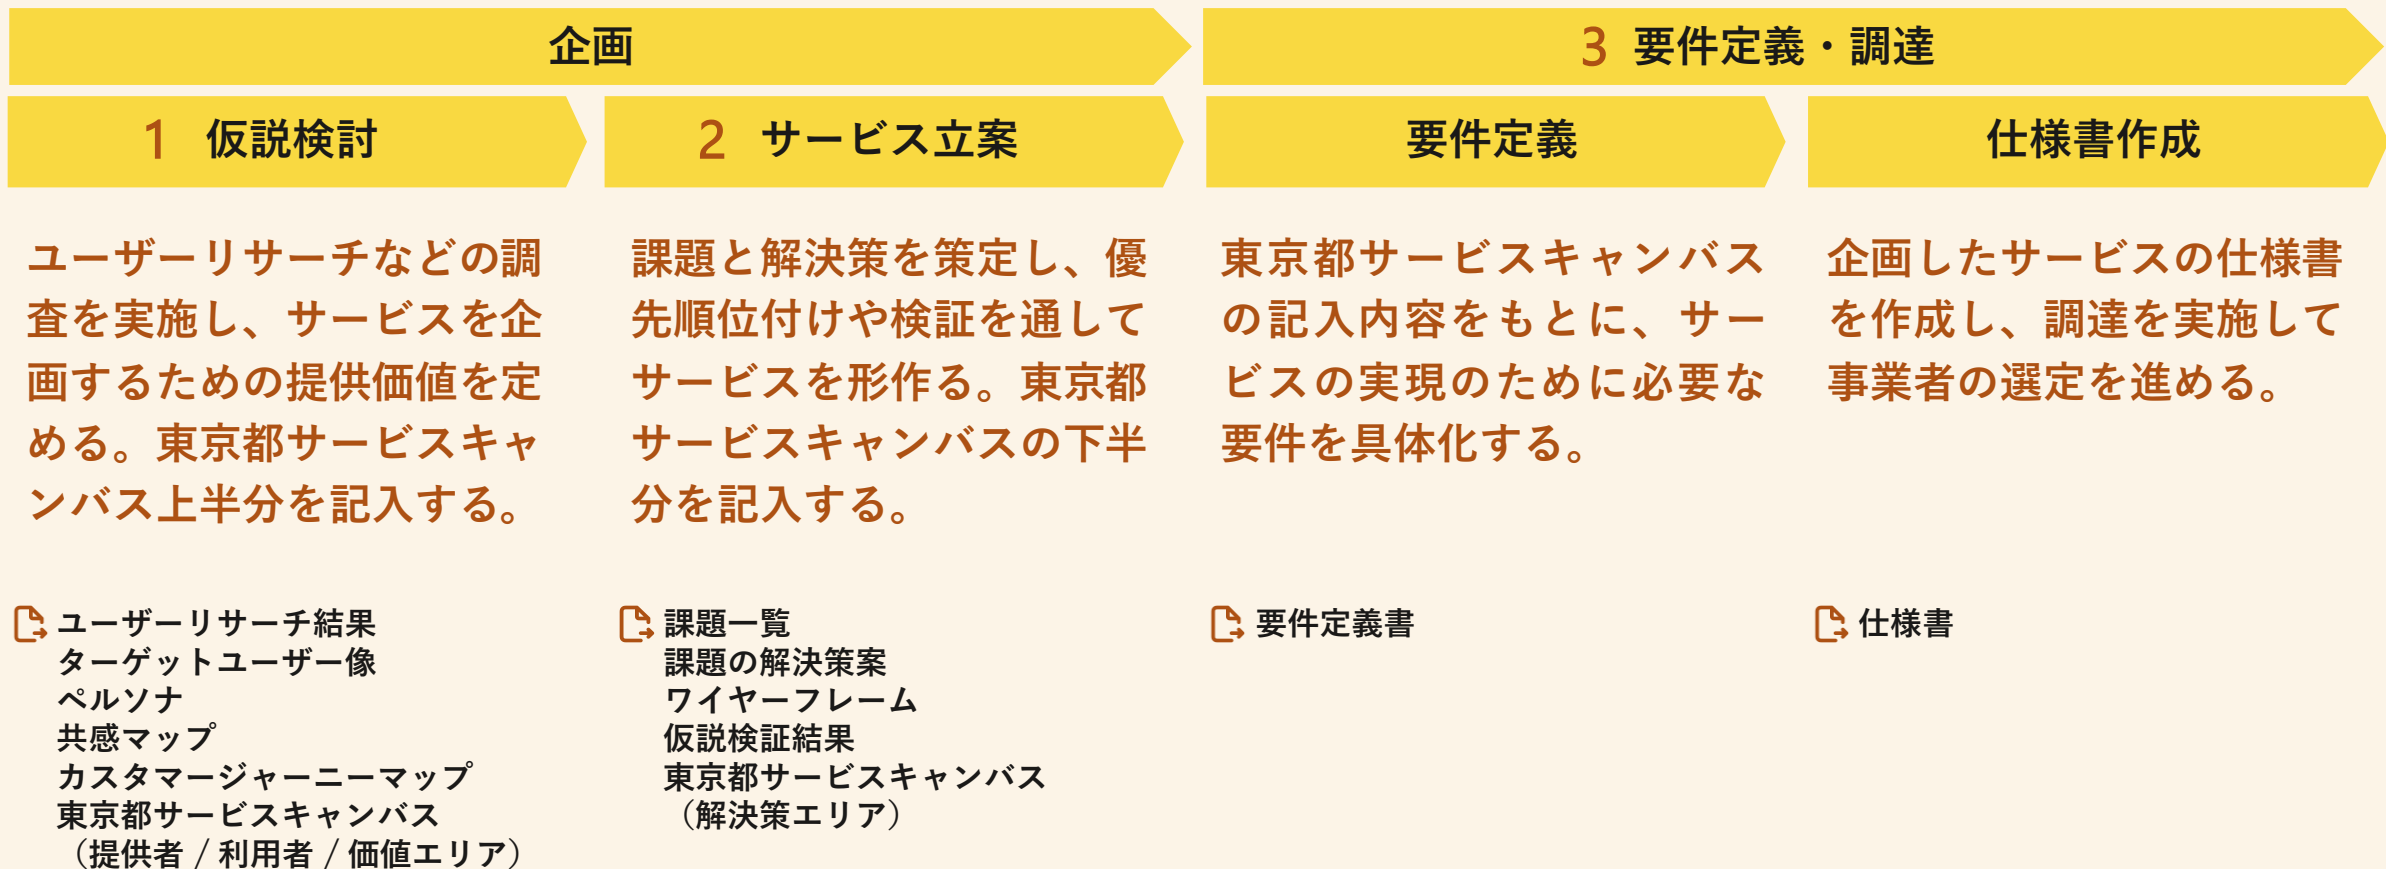 企画
3 要件定義・調達
1 仮説検討
2 サービス立案
要件定義
仕様書作成
ユーザーリサーチなどの調
査を実施し、サービスを企
画するための提供価値を定
める。東京都サービスキャ
ンバス上半分を記入する。
課題と解決策を策定し、優
先順位付けや検証を通して
サービスを形作る。東京都
サービスキャンバスの下半
分を記入する。
東京都サービスキャンバス
の記入内容をもとに、サー
ビスの実現のために必要な
要件を具体化する。
企画したサービスの仕様書
を作成し、調達を実施して
事業者の選定を進める。
ユーザーリサーチ結果
ターゲットユーザー像
ペルソナ
共感マップ
カスタマージャーニーマップ
東京都サービスキャンバス
（提供者 / 利用者 / 価値エリア）
課題一覧
課題の解決策案
ワイヤーフレーム
仮説検証結果
東京都サービスキャンバス
（解決策エリア）
要件定義書
仕様書